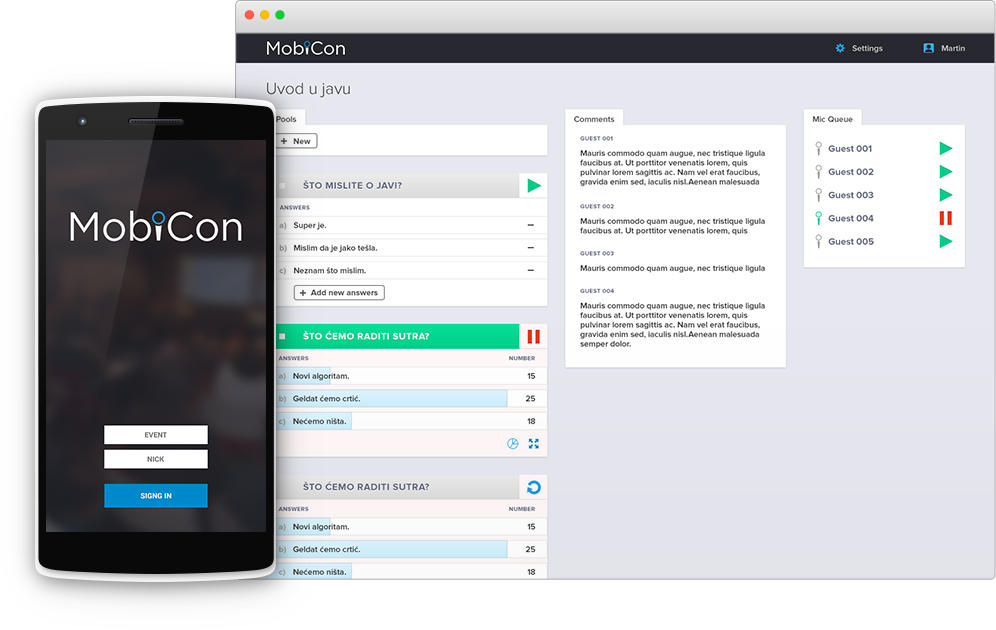 MobiCon
Settings
Martin
Uvod u javu
Pools
+ New
ŠTO MISLITE O JAVI?
ANSWERS
a) Super je.
b) Mislim da je jako tešla.
c) Neznam što mislim.
+ Add new answers
ŠTO ĆEMO RADITI SUTRA?
ANSWERS NUMBER
a) Novi algoritam. 15
b) Geldat ćemo crtić. 25
c) Nećemo ništa. 18
ŠTO ĆEMO RADITI SUTRA?
ANSWERS NUMBER
a) Novi algoritam. 15
b) Geldat ćemo crtić. 25
c) Nećemo ništa. 18
Comments
GUEST 001
Mauris commodo quam augue, nec tristique ligula
faucibus at. Ut porttitor venenatis lorem, quis
pulvinar lorem sagittis ac. Nam vel erat faucibus,
gravida enim sed, iaculis nisl.Aenean malesuada
GUEST 002
Mauris commodo quam augue, nec tristique ligula
faucibus at. Ut porttitor venenatis lorem, quis
GUEST 003
Mauris commodo quam augue, nec tristique ligula
GUEST 004
Mauris commodo quam augue, nec tristique ligula
faucibus at. Ut porttitor venenatis lorem, quis
pulvinar lorem sagittis ac. Nam vel erat faucibus,
gravida enim sed, iaculis nisl.Aenean malesuada
semper dolor.
Mic Queue
Guest 001
Guest 002
Guest 003
Guest 004
Guest 005
MobiCon
EVENT
NICK
SIGNG IN